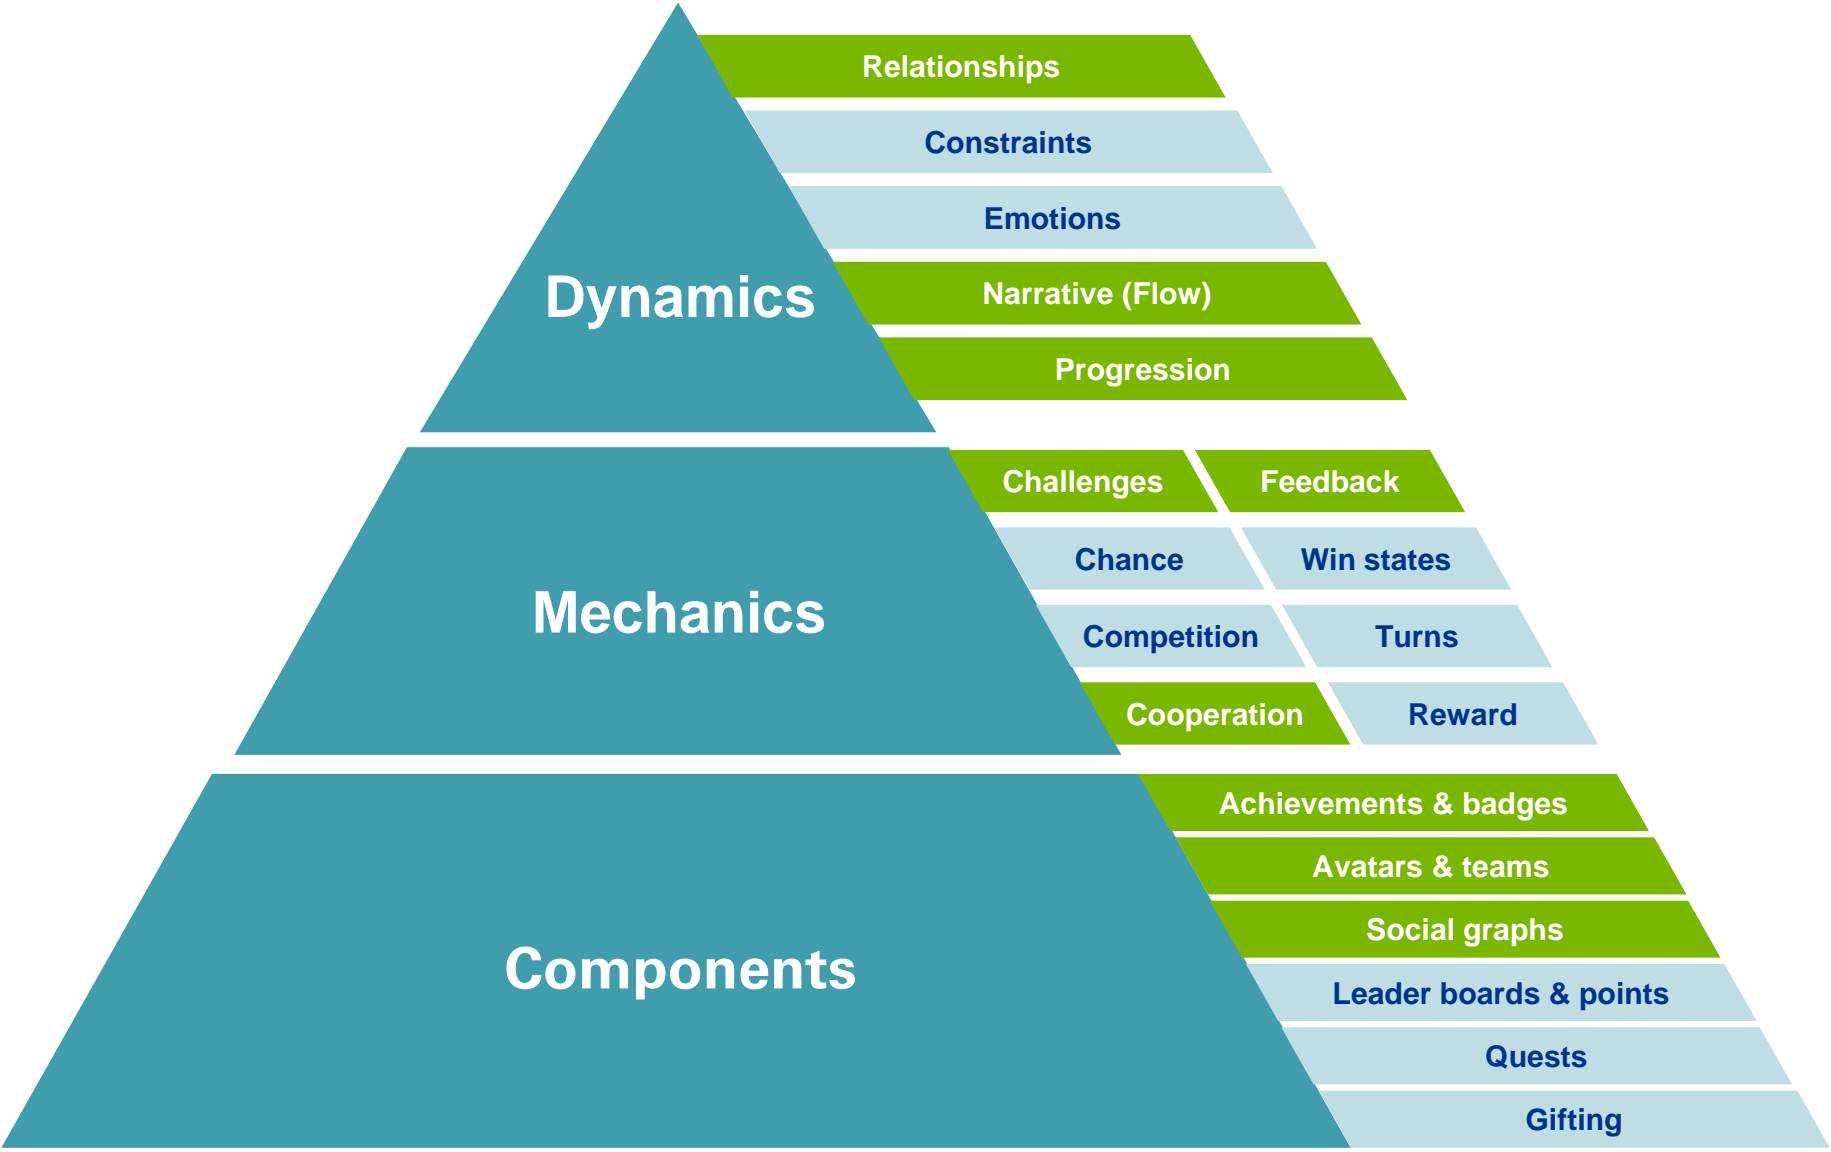 Relationships
Constraints
Emotions
Narrative (Flow)
Progression
Dynamics
Challenges
Feedback
Chance
Win states
Competition
Turns
Cooperation
Reward
Mechanics
Achievements & badges
Avatars & teams
Social graphs
Leader boards & points
Quests
Gifting
Components